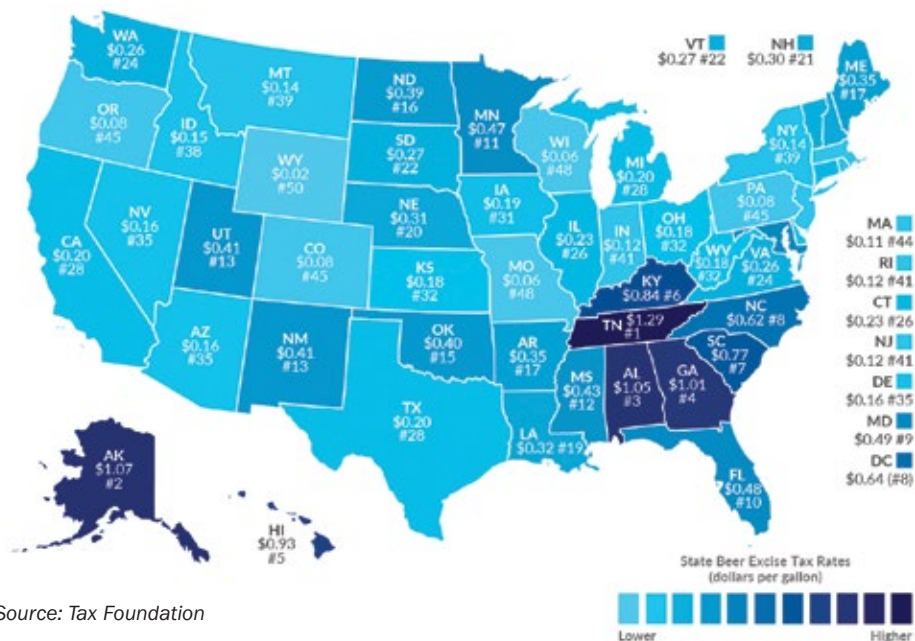 WA
$0.26
#24
MT
$0.14
#39
ND
$0.39
#16
MN
$0.47
#11
VT
$0.27 #22
NH
$0.30 #21
ME
$0.35
#17
OR
$0.08
#45
ID
$0.15
#38
WY
$0.02
#50
SD
$0.27
#22
WI
$0.06
#48
MI
$0.20
#28
NY
$0.14
#39
NV
$0.16
#35
UT
$0.41
#13
CO
$0.08
#45
NE
$0.31
#20
IA
$0.19
#31
IL
$0.23
#26
IN
$0.12
#41
OH
$0.18
#32
PA
$0.08
#45
CA
$0.20
#28
KS
$0.18
#32
MO
$0.06
#48
KY
$0.84 #6
WV
$0.18
#32
VA
$0.26
#24
MA
$0.11 #44
RI
$0.12 #41
CT
$0.23 #26
NJ
$0.12 #41
DE
$0.16 #35
MD
$0.49 #9
DC
$0.64 (#8)
AZ
$0.16
#35
NM
$0.41
#13
OK
$0.40
#15
AR
$0.35
#17
TN $1.29
#1
NC
$0.62 #8
SC
$0.77
#7
TX
$0.20
#28
LA
$0.32 #19
MS
$0.43
#12
AL
$1.05
#3
GA
$1.01
#4
FL
$0.48
#10
AK
$1.07
#2
HI
$0.93
#5
State Beer Excise Tax Rates
(dollars per gallon)
Lower Higher
Source: Tax Foundation